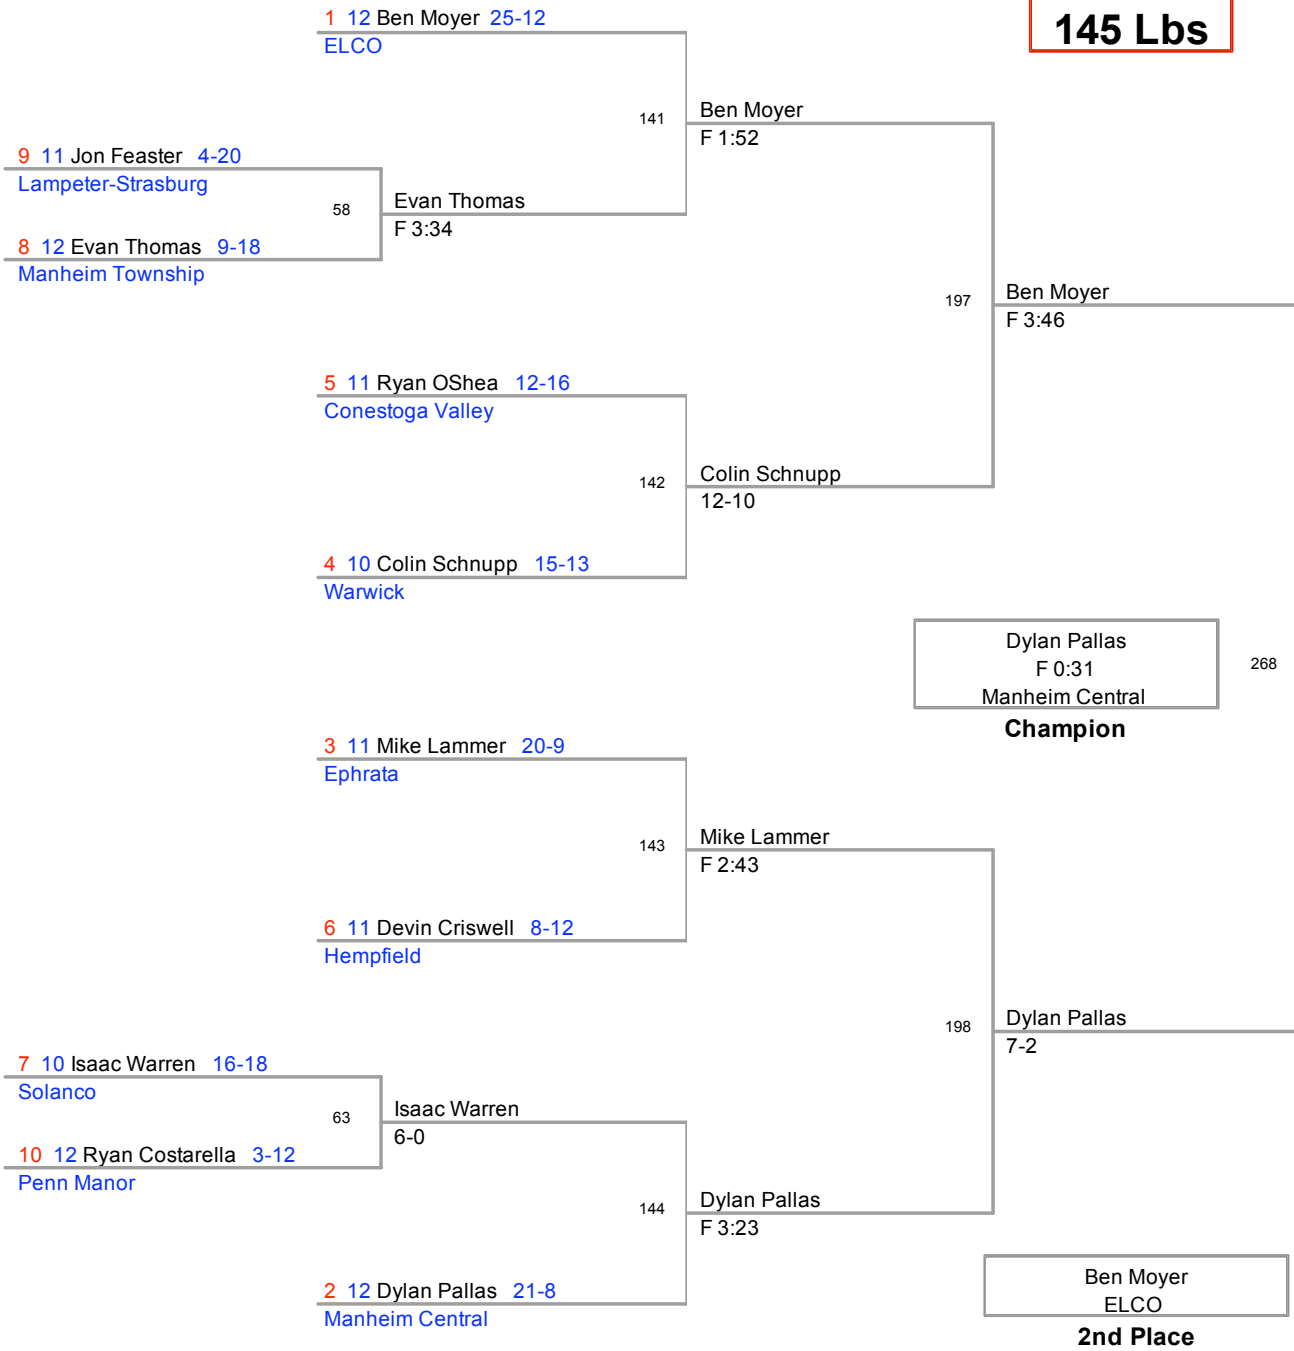 1 12 Ben Moyer 25-12
ELCO
145 Lbs
141
Ben Moyer
F 1:52
9 11 Jon Feaster 4-20
Lampeter-Strasburg
58
Evan Thomas
F 3:34
8 12 Evan Thomas 9-18
Manheim Township
197
Ben Moyer
F 3:46
5 11 Ryan OShea 12-16
Conestoga Valley
142
Colin Schnupp
12-10
4 10 Colin Schnupp 15-13
Warwick
Dylan Pallas
F 0:31
Manheim Central
268
Champion
3 11 Mike Lammer 20-9
Ephrata
143
Mike Lammer
F 2:43
6 11 Devin Criswell 8-12
Hempfield
198
Dylan Pallas
7-2
7 10 Isaac Warren 16-18
Solanco
63
Isaac Warren
6-0
10 12 Ryan Costarella 3-12
Penn Manor
144
Dylan Pallas
F 3:23
2 12 Dylan Pallas 21-8
Manheim Central
Ben Moyer
ELCO
2nd Place